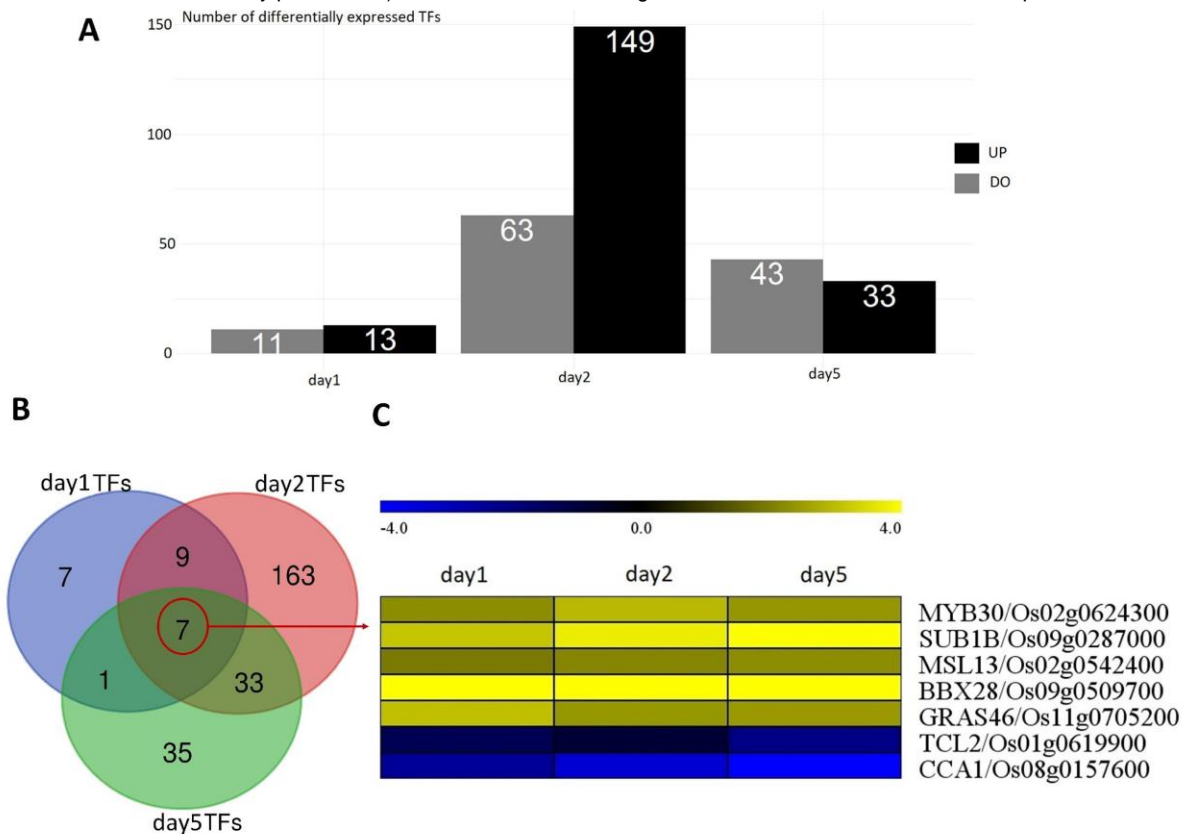 A
Number of differentially expressed TFs
150
100
50
0
11
13
63
149
43
33
day1
day2
day5
UP
DO
B
day1TFs
day2TFs
7
9
163
7
1
33
35
day5TFs
C
-4.0
0.0
4.0
day1
day2
day5
MYB30/Os02g0624300
SUB1B/Os09g0287000
MSL13/Os02g0542400
BBX28/Os09g0509700
GRAS46/Os11g0705200
TCL2/Os01g0619900
CCA1/Os08g0157600